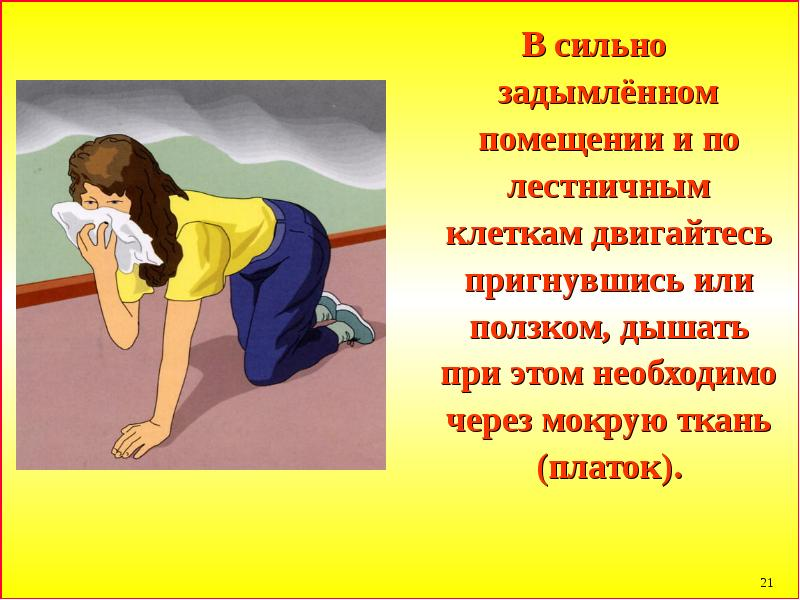 В сильно
задымлённом
помещении и по
лестничным
клеткам двигайтесь
пригнувшись или
ползком, дышать
при этом необходимо
через мокрую ткань
(платок).
21